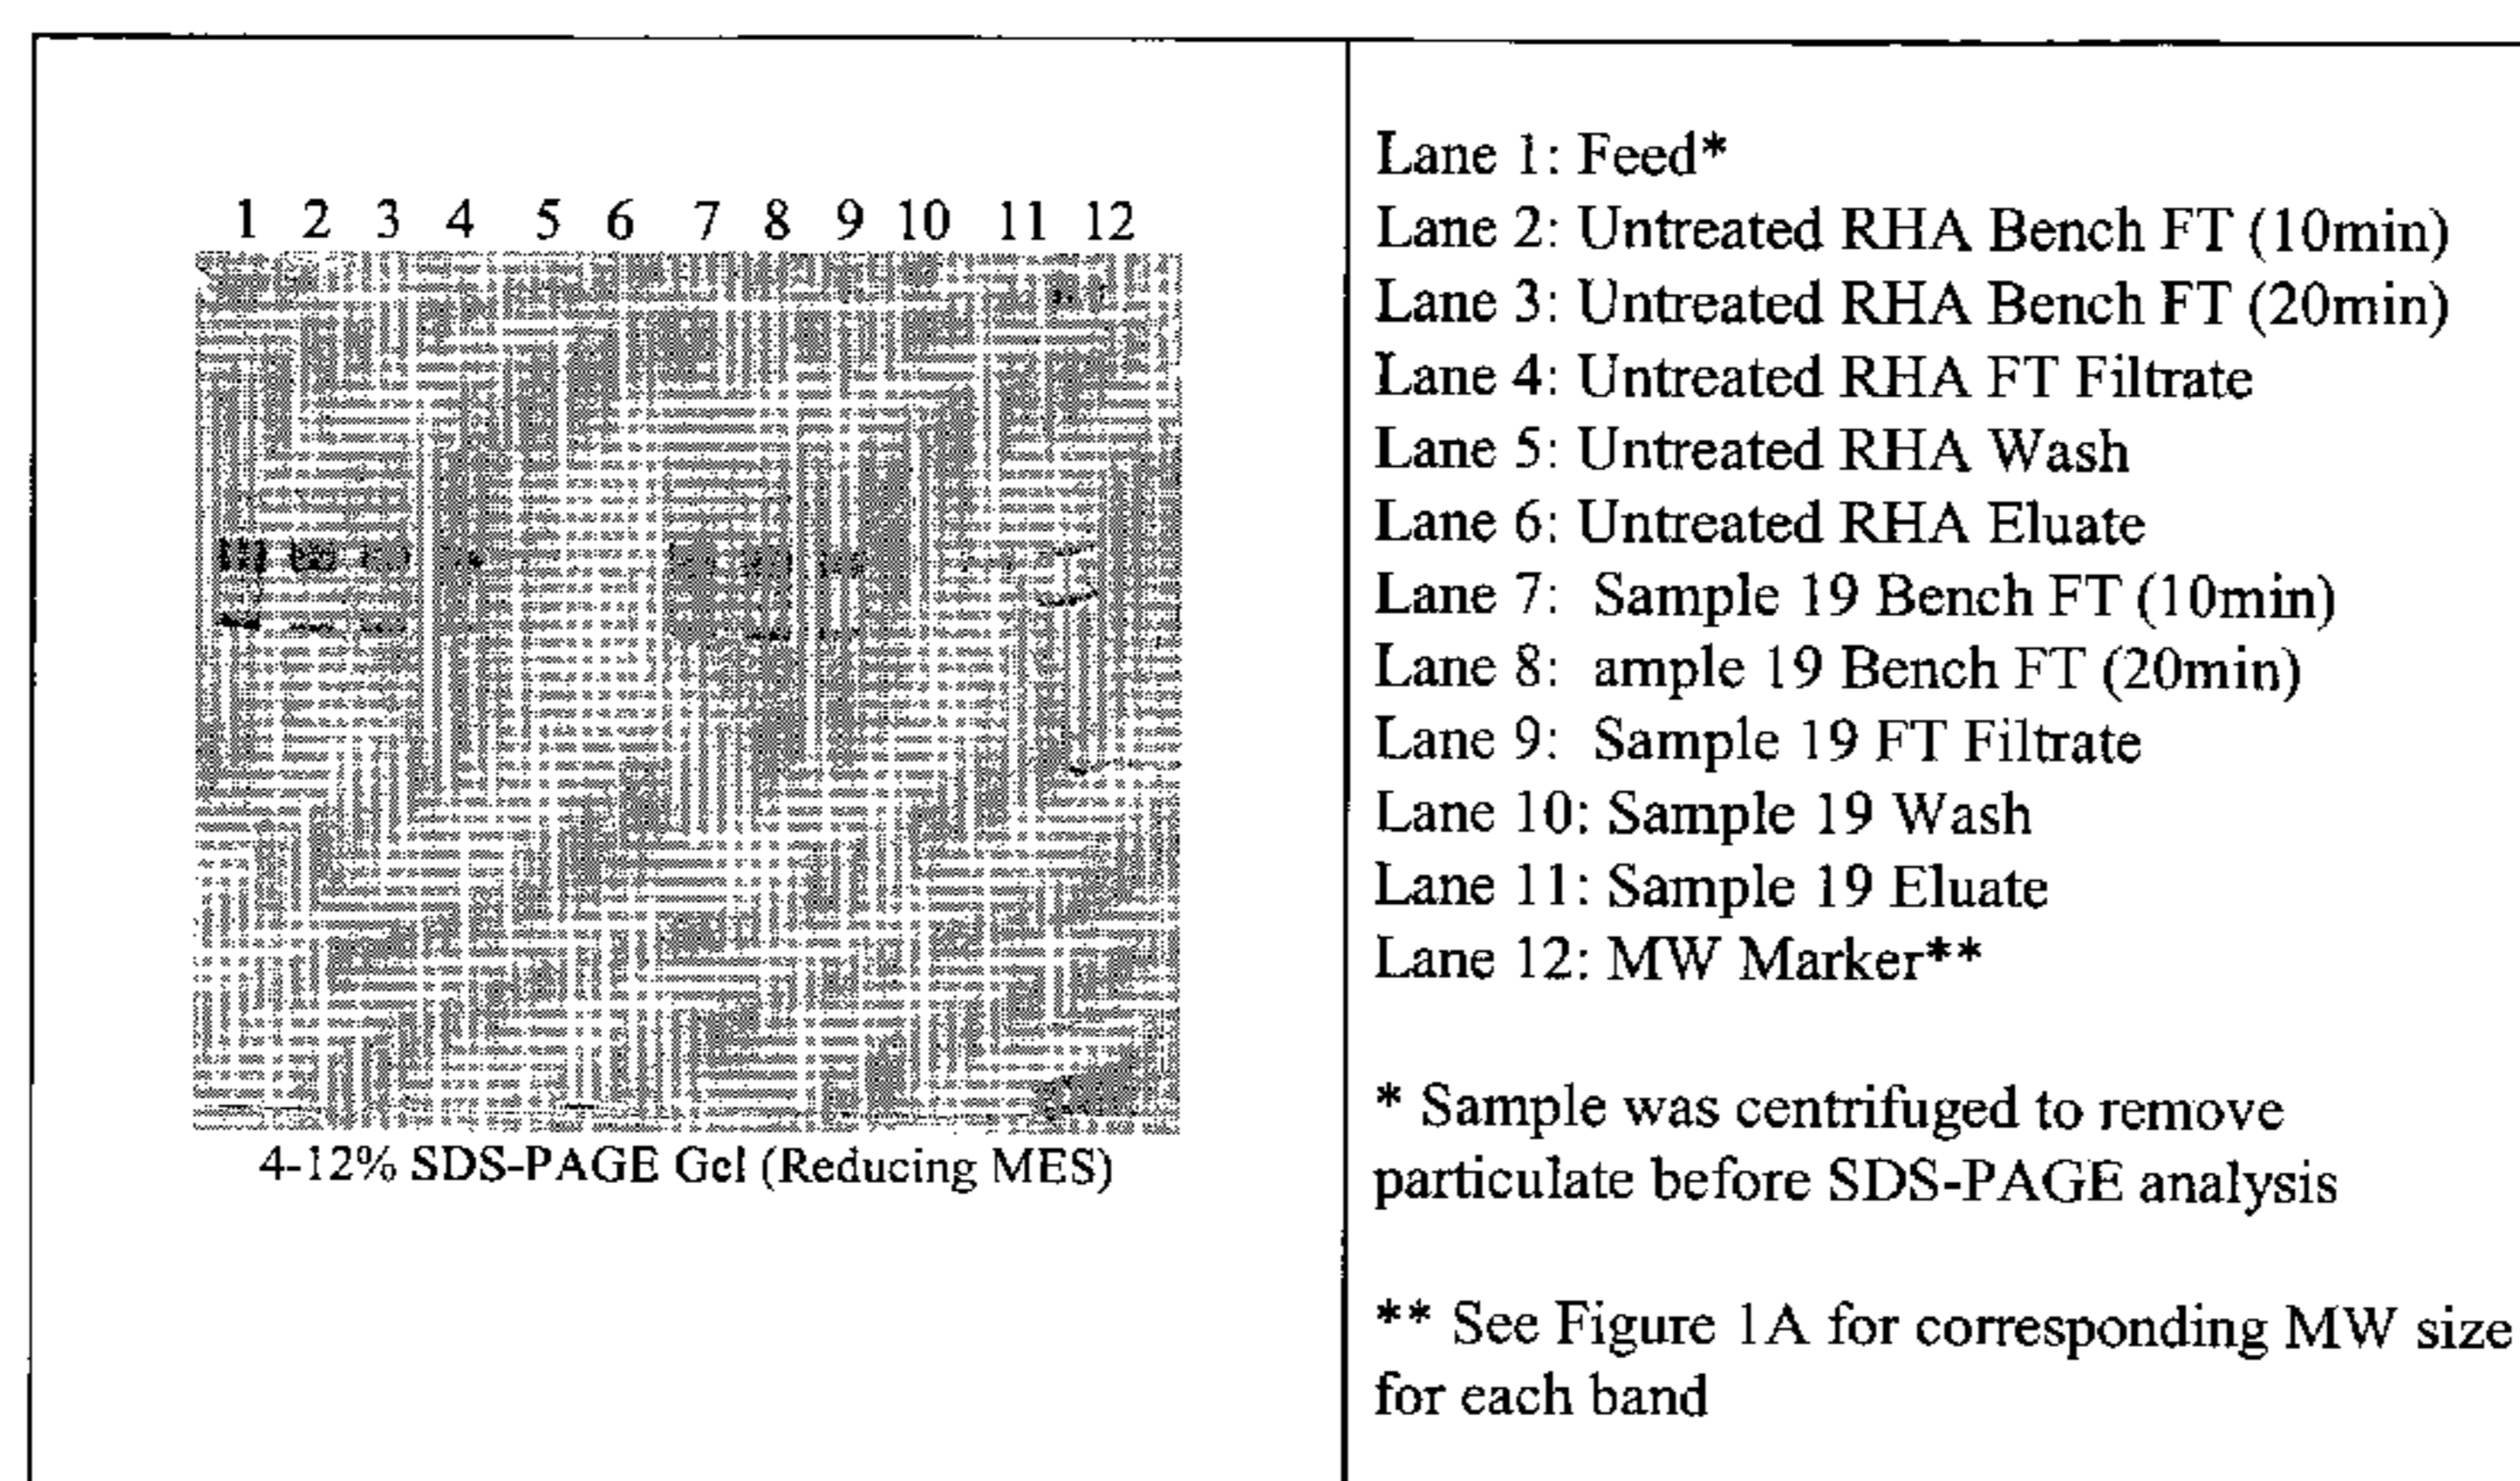 1 2 3 4 5 6 7 8 9 10 11 12
4-12% SDS-PAGE Gel (Reducing MES)
Lane 1: Feed*
Lane 2: Untreated RHA Bench FT (10min)
Lane 3: Untreated RHA Bench FT (20min)
Lane 4: Untreated RHA FT Filtrate
Lane 5: Untreated RHA Wash
Lane 6: Untreated RHA Eluate
Lane 7: Sample 19 Bench FT (10min)
Lane 8: ample 19 Bench FT (20min)
Lane 9: Sample 19 FT Filtrate
Lane 10: Sample 19 Wash
Lane 11: Sample 19 Eluate
Lane 12: MW Marker**
* Sample was centrifuged to remove
particulate before SDS-PAGE analysis
** See Figure 1A for corresponding MW size
for each band